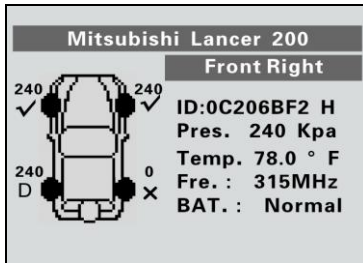 Mitsubishi Lancer 200
Front Right
240 240
ID:0C206BF2 H
Pres. 240 Kpa
Temp. 78.0 ° F
240 0
D
Fre. : 315MHz
BAT. : Normal